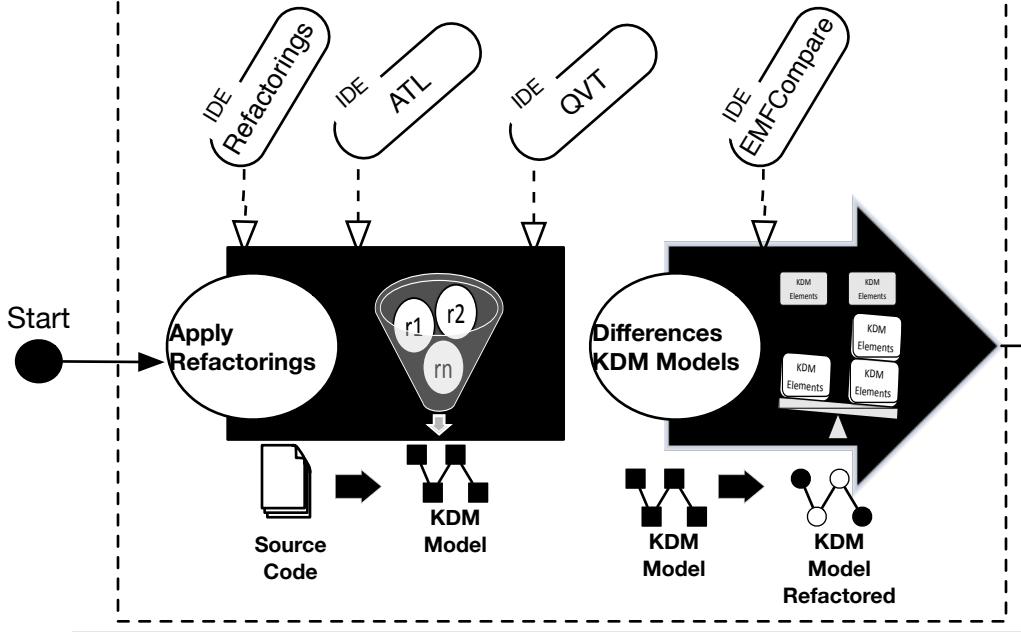 IDE
Refactorings
IDE
ATL
IDE
QVT
IDE
EMFCompare
Start
Apply
Refactorings
r1
r2
rn
Differences
KDM Models
KDM
Elements
KDM
Elements
KDM
Elements
KDM
Elements
KDM
Elements
Source
Code
KDM
Model
KDM
Model
KDM
Model
Refactored